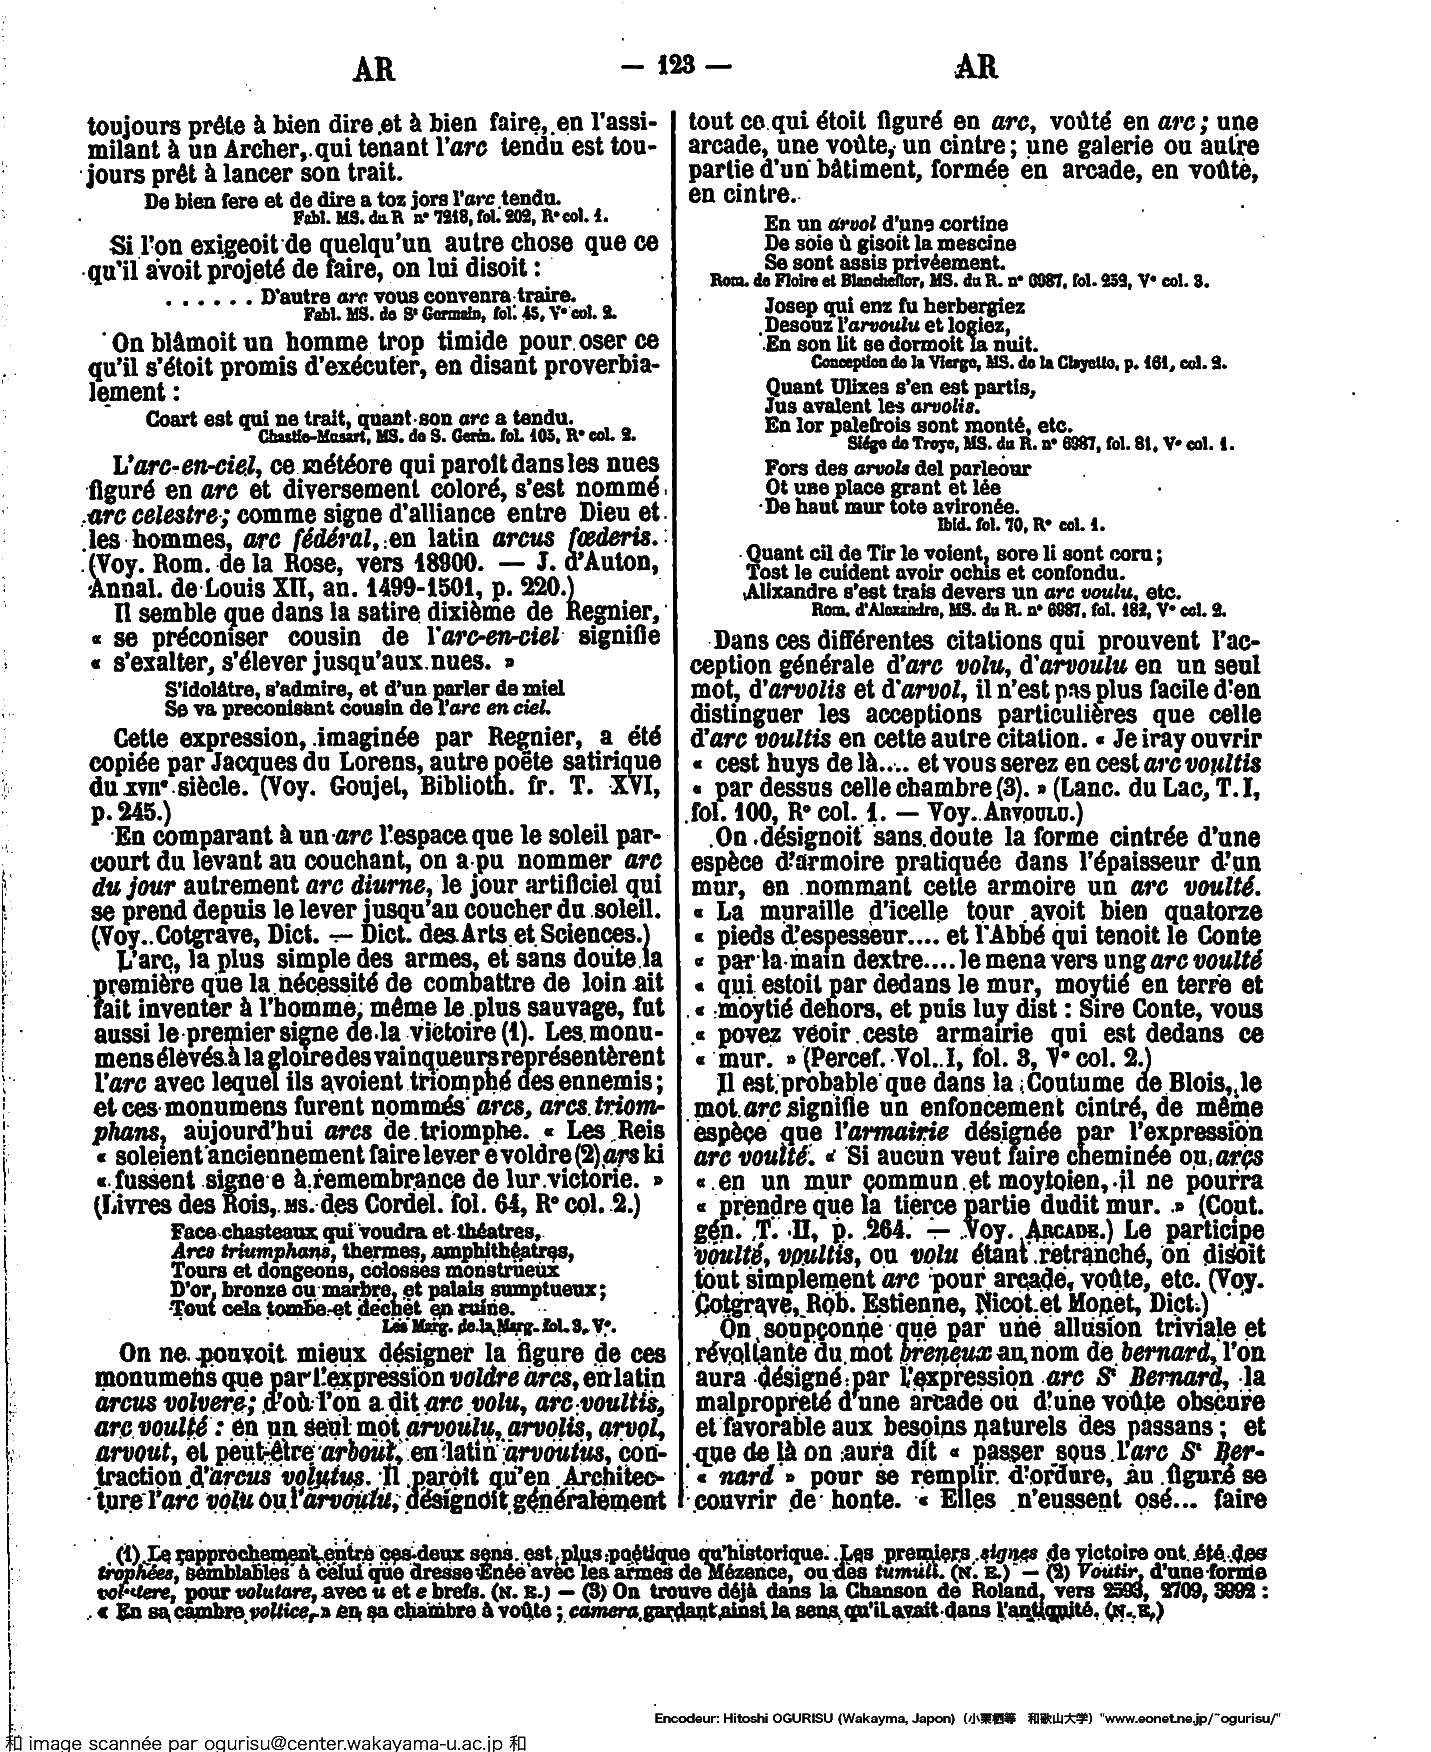 AR — 123 — AR
toujours prête à bien dire et à bien faire, en l'assi-
milant à un Archer, qui tenant l'arc tendu est tou-
jours prêt à lancer son trait.
De bien fere et de dire a toz jors l'arc tendu.
Fabl. MS. du R nº 7218, fol. 202, Rº col. 1.
Si l'on exigeoit de quelqu'un autre chose que ce
qu'il avoit projeté de faire, on lui disoit :
. . . . . . D'autre arc vous convenra traire.
Fabl. MS. de St Germain, fol. 45, Vº col. 2.
On blâmoit un homme trop timide pour oser ce
qu'il s'étoit promis d'exécuter, en disant proverbia-
lement :
Coart est qui ne trait, quant son arc a tendu.
Chastie-Musart, MS. de S. Germ. fol. 105, Rº col. 2.
L'arc-en-ciel, ce météore qui paroît dans les nues
figuré en arc et diversement coloré, s'est nommé
arc celestre ; comme signe d'alliance entre Dieu et
les hommes, arc fédéral, en latin arcus fœderis.
(Voy. Rom. de la Rose, vers 18900. — J. d'Auton,
Annal. de Louis XII, an. 1499-1501, p. 220.)
Il semble que dans la satire dixième de Regnier,
« se préconiser cousin de l'arc-en-ciel signifie
« s'exalter, s'élever jusqu'aux nues. »
S'idolâtre, s'admire, et d'un parler de miel
Se va preconisant cousin de l'arc en ciel.
Cette expression, imaginée par Regnier, a été
copiée par Jacques du Lorens, autre poëte satirique
du XVIIe siècle. (Voy. Goujet, Biblioth. fr. T. XVI,
p. 245.)
En comparant à un arc l'espace que le soleil par-
court du levant au couchant, on a pu nommer arc
du jour autrement arc diurne, le jour artificiel qui
se prend depuis le lever jusqu'au coucher du soleil.
(Voy. Cotgrave, Dict. — Dict. des Arts et Sciences.)
L'arc, la plus simple des armes, et sans doute la
première que la nécessité de combattre de loin ait
fait inventer à l'homme même le plus sauvage, fut
aussi le premier signe de la victoire (1). Les monu-
mens élevés à la gloire des vainqueurs représentèrent
l'arc avec lequel ils avoient triomphé des ennemis ;
et ces monumens furent nommés arcs, arcs triom-
phans, aujourd'hui arcs de triomphe. « Les Reis
« soleient anciennement faire lever e voldre (2) ars ki
« fussent signe e à remembrance de lur victorie. »
(Livres des Rois, MS. des Cordel. fol. 64, Rº col. 2.)
Face chasteaux qui voudra et théatres,
Arcs triumphans, thermes, amphithéatres,
Tours et dongeons, colosses monstrueux
D'or, bronze ou marbre, et palais sumptueux ;
Tout cela tombe et dechet en ruine.
Les Marg. de la Marg. fol. 3, Vº.
On ne pouvoit mieux désigner la figure de ces
monumens que par l'expression voldre arcs, en latin
arcus volvere ; d'où l'on a dit arc volu, arc voultis,
arc voulté : en un seul mot arvoulu, arvolis, arvol,
arvout, et peut-être arbout, en latin arvoutus, con-
traction d'arcus volutus. Il paroit qu'en Architec-
ture l'arc volu ou l'arvoulu, désignoit généralement
tout ce qui étoit figuré en arc, voûté en arc ; une
arcade, une voûte, un cintre ; une galerie ou autre
partie d'un bâtiment, formée en arcade, en voûte,
en cintre.
En un arvol d'une cortine
De soie ù gisoit la mescine
Se sont assis privéement.
Rom. de Floire et Blancheflor, MS. du R. nº 6987, fol. 252, Vº col. 3.
Josep qui enz fu herbergiez
Desouz l'arvoulu et logiez,
En son lit se dormoit la nuit.
Conception de la Vierge, MS. de la Clayette, p. 161, col. 2.
Quant Ulixes s'en est partis,
Jus avalent les arvolis.
En lor palefrois sont monté, etc.
Siége de Troye, MS. du R. nº 6987, fol. 81, Vº col. 1.
Fors des arvols del parleour
Ot une place grant et lée
De haut mur tote avironée.
Ibid. fol. 70, Rº col. 1.
Quant cil de Tir le voient, sore li sont coru ;
Tost le cuident avoir ochis et confondu.
Alixandre s'est trais devers un arc voulu, etc.
Rom. d'Alexandre, MS. du R. nº 6987, fol. 182, Vº col. 2.
Dans ces différentes citations qui prouvent l'ac-
ception générale d'arc volu, d'arvoulu en un seul
mot, d'arvolis et d'arvol, il n'est pas plus facile d'en
distinguer les acceptions particulières que celle
d'arc voultis en cette autre citation. « Je iray ouvrir
« cest huys de là.... et vous serez en cest arc voultis
« par dessus celle chambre (3). » (Lanc. du Lac, T. I,
fol. 100, Rº col. 1. — Voy. ARVOULU.)
On désignoit sans doute la forme cintrée d'une
espèce d'armoire pratiquée dans l'épaisseur d'un
mur, en nommant cette armoire un arc voulté.
« La muraille d'icelle tour avoit bien quatorze
« pieds d'espesseur.... et l'Abbé qui tenoit le Conte
« par la main dextre.... le mena vers ung arc voulté
« qui estoit par dedans le mur, moytié en terre et
« moytié dehors, et puis luy dist : Sire Conte, vous
« povez veoir ceste armairie qui est dedans ce
« mur. » (Percef. Vol. I, fol. 3, Vº col. 2.)
Il est probable que dans la Coutume de Blois, le
mot arc signifie un enfoncement cintré, de même
espèce que l'armairie désignée par l'expression
arc voulté. « Si aucun veut faire cheminée ou arcs
« en un mur commun et moytoien, il ne pourra
« prendre que la tierce partie dudit mur. » (Cout.
gén. T. II, p. 264. — Voy. ARCADE.) Le participe
voulté, voultis, ou volu étant retranché, on disoit
tout simplement arc pour arcade, voûte, etc. (Voy.
Cotgrave, Rob. Estienne, Nicot et Monet, Dict.)
On soupçonne que par une allusion triviale et
révoltante du mot breneux au nom de bernard, l'on
aura désigné par l'expression arc St Bernard, la
malpropreté d'une arcade ou d'une voûte obscure
et favorable aux besoins naturels des passans ; et
que de là on aura dit « passer sous l'arc St Ber-
« nard » pour se remplir d'ordure, au figuré se
couvrir de honte. « Elles n'eussent osé... faire
(1) Le rapprochement entre ces deux sens est plus poétique qu'historique. Les premiers signes de victoire ont été des
trophées, semblables à celui que dresse Enée avec les armes de Mézence, ou des tumuli. (N. E.) — (2) Voutir, d'une forme
vol·tere, pour volutare, avec u et e brefs. (N. E.) — (3) On trouve déjà dans la Chanson de Roland, vers 2593, 2709, 3992 :
« En sa cambre voltice, » en sa chambre à voûte ; camera gardant ainsi le sens qu'il avait dans l'antiquité. (N. E.)
Encodeur: Hitoshi OGURISU (Wakayma, Japon)（小栗栖等　和歌山大学）"www.eonet.ne.jp/~ogurisu/"
和 image scannée par ogurisu@center.wakayama-u.ac.jp 和